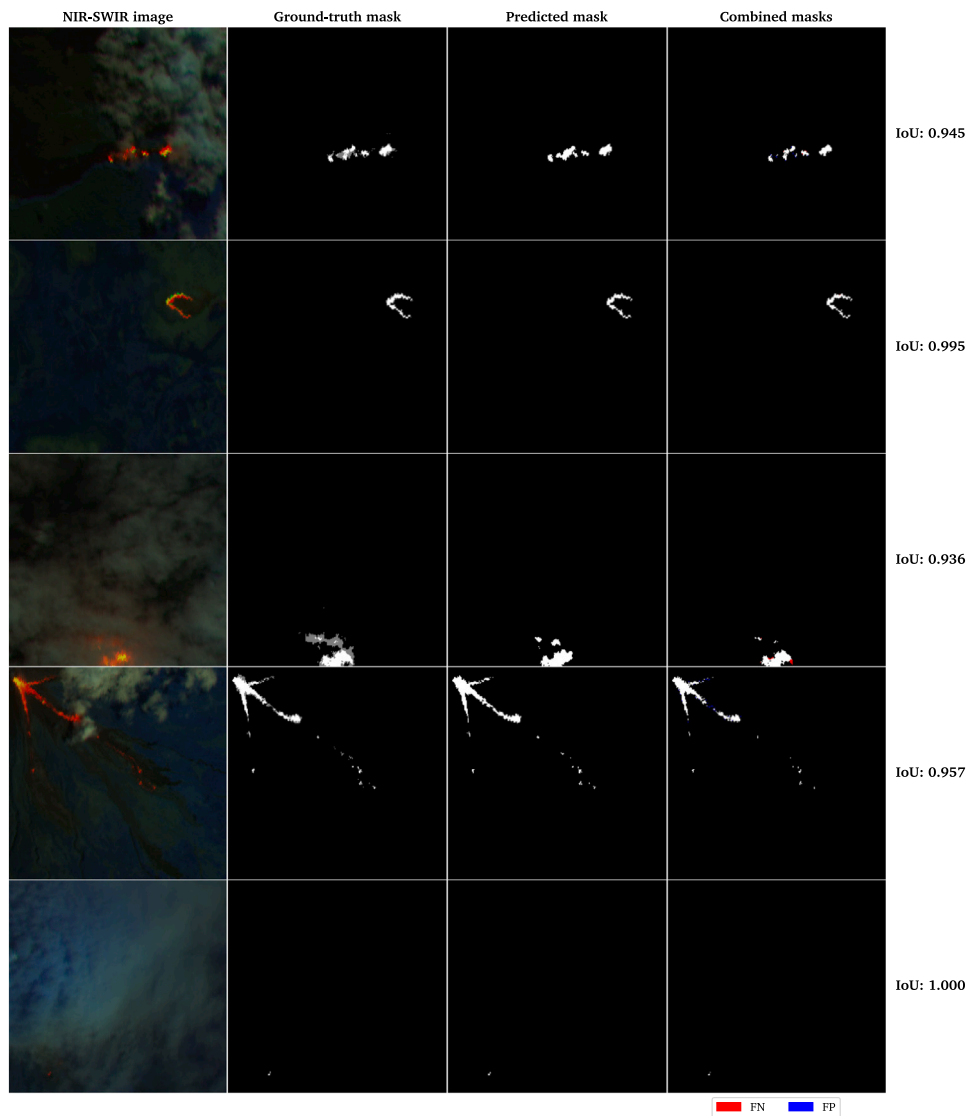 NIR-SWIR image Ground-truth mask Predicted mask Combined masks
IoU: 0.945
IoU: 0.995
IoU: 0.936
IoU: 0.957
IoU: 1.000
FN FP